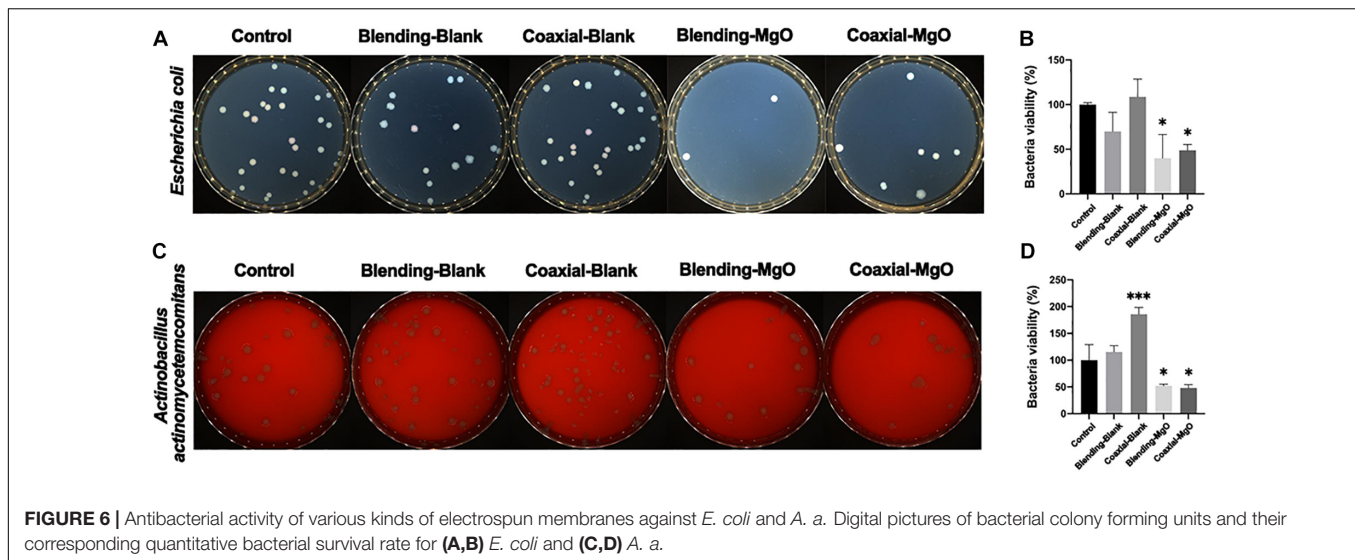 A
Control Blending-Blank Coaxial-Blank Blending-MgO Coaxial-MgO
Escherichia coli
B
Bacteria viability (%)
150
100
50
0
Control
Blending-Blank
Coaxial-Blank
Blending-MgO
Coaxial-MgO
* *
C
Control Blending-Blank Coaxial-Blank Blending-MgO Coaxial-MgO
Actinobacillus
actinomycetemcomitans
D
Bacteria viability (%)
250
200
150
100
50
0
Control
Blending-Blank
Coaxial-Blank
Blending-MgO
Coaxial-MgO
*** * *
FIGURE 6 | Antibacterial activity of various kinds of electrospun membranes against E. coli and A. a. Digital pictures of bacterial colony forming units and their
corresponding quantitative bacterial survival rate for (A,B) E. coli and (C,D) A. a.